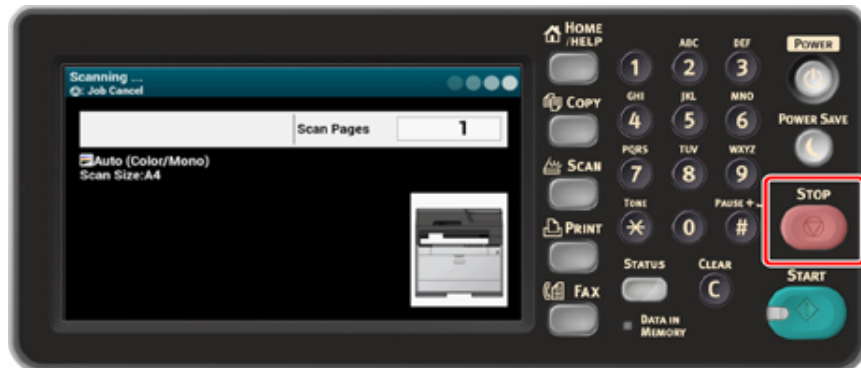 Scanning ....
: Job Cancel
Scan Pages
1
Auto (Color/Mono)
Scan Size:A4
HOME
/HELP
COPY
SCAN
PRINT
FAX
ABC
DEF
1
2
3
GHI
JKL
MNO
4
5
6
PQRS
TUV
WXYZ
7
8
9
TONE
PAUSE +
0
#
STATUS
CLEAR
C
DATA IN
MEMORY
POWER
POWER SAVE
STOP
START